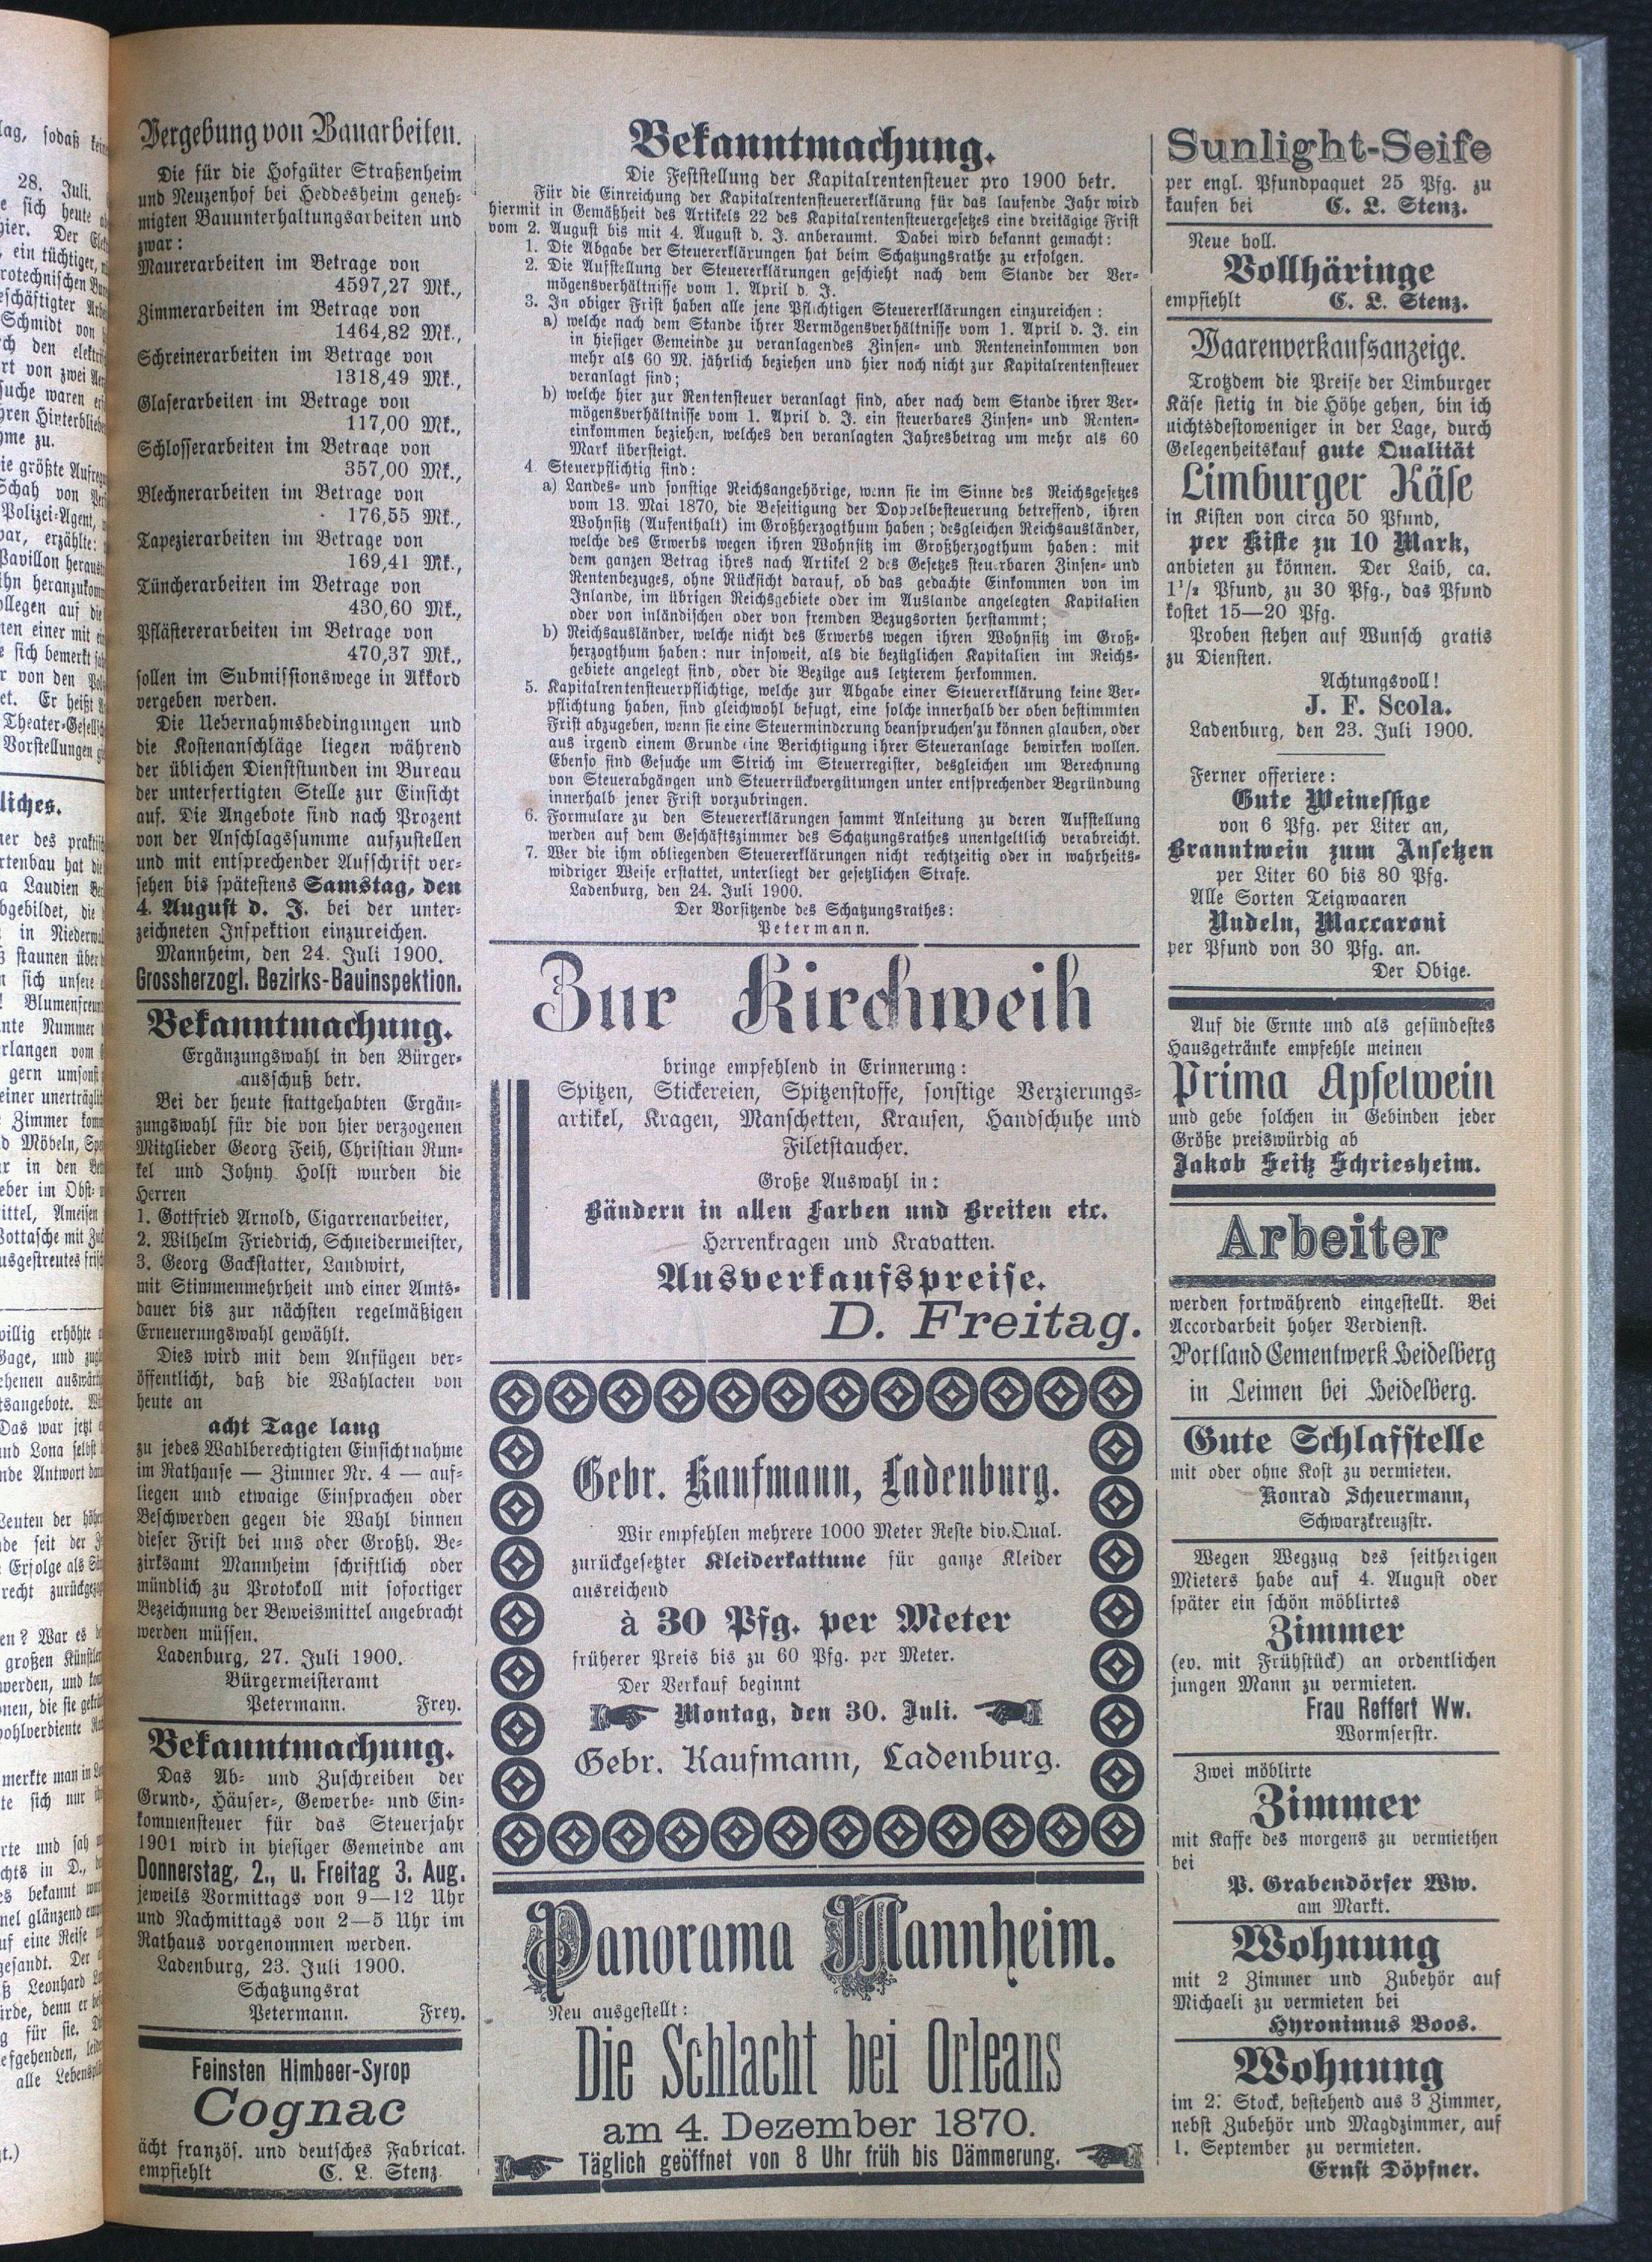 Vergebung von Bauarbeiten.
Die für die Hofgüter Straßenheim
und Neuzenhof bei Heddesheim geneh-
migten Bauunterhaltungsarbeiten und
zwar:
Maurerarbeiten im Betrage von
4597,27 Mk.,
Zimmerarbeiten im Betrage von
1464,82 Mk.,
Schreinerarbeiten im Betrage von
1318,49 Mk.,
Glaserarbeiten im Betrage von
117,00 Mk.,
Schlosserarbeiten im Betrage von
357,00 Mk.,
Blechnerarbeiten im Betrage von
176,55 Mk.,
Tapezierarbeiten im Betrage von
169,41 Mk.,
Tüncherarbeiten im Betrage von
430,60 Mk.,
Pflästererarbeiten im Betrage von
470,37 Mk.,
sollen im Submissionswege in Akkord
vergeben werden.
Die Uebernahmsbedingungen und
die Kostenanschläge liegen während
der üblichen Dienststunden im Bureau
der unterfertigten Stelle zur Einsicht
auf. Die Angebote sind nach Prozent
von der Anschlagssumme aufzustellen
und mit entsprechender Aufschrift ver-
sehen bis spätestens Samstag, den
4. August d. J. bei der unter-
zeichneten Inspektion einzureichen.
Mannheim, den 24. Juli 1900.
Grossherzogl. Bezirks-Bauinspektion.
Bekanntmachung.
Ergänzungswahl in den Bürger-
ausschuß betr.
Bei der heute stattgehabten Ergän-
zungswahl für die von hier verzogenen
Mitglieder Georg Feih, Christian Run-
kel und Johny Holst wurden die
Herren
1. Gottfried Arnold, Cigarrenarbeiter,
2. Wilhelm Friedrich, Schneidermeister,
3. Georg Gackstatter, Landwirt,
mit Stimmenmehrheit und einer Amts-
dauer bis zur nächsten regelmäßigen
Erneuerungswahl gewählt.
Dies wird mit dem Anfügen ver-
öffentlicht, daß die Wahlacten von
heute an
acht Tage lang
zu jedes Wahlberechtigten Einsichtnahme
im Rathause — Zimmer Nr. 4 — auf-
liegen und etwaige Einsprachen oder
Beschwerden gegen die Wahl binnen
dieser Frist bei uns oder Großh. Be-
zirksamt Mannheim schriftlich oder
mündlich zu Protokoll mit sofortiger
Bezeichnung der Beweismittel angebracht
werden müssen.
Ladenburg, 27. Juli 1900.
Bürgermeisteramt
Petermann. Frey.
Bekanntmachung.
Das Ab- und Zuschreiben der
Grund-, Häuser-, Gewerbe- und Ein-
kommensteuer für das Steuerjahr
1901 wird in hiesiger Gemeinde am
Donnerstag, 2., u. Freitag 3. Aug.
jeweils Vormittags von 9—12 Uhr
und Nachmittags von 2—5 Uhr im
Rathaus vorgenommen werden.
Ladenburg, 23. Juli 1900.
Schatzungsrat
Petermann. Frey.
Feinsten Himbeer-Syrop
Cognac
ächt französ. und deutsches Fabricat.
empfiehlt C. L. Stenz
Bekanntmachung.
Die Feststellung der Kapitalrentensteuer pro 1900 betr.
Für die Einreichung der Kapitalrentensteuererklärung für das laufende Jahr wird
hiermit in Gemäßheit des Artikels 22 des Kapitalrentensteuergesetzes eine dreitägige Frist
vom 2. August bis mit 4. August d. J. anberaumt. Dabei wird bekannt gemacht:
1. Die Abgabe der Steuererklärungen hat beim Schatzungsrathe zu erfolgen.
2. Die Aufstellung der Steuererklärungen geschieht nach dem Stande der Ver-
mögensverhältnisse vom 1. April d. J.
3. In obiger Frist haben alle jene Pflichtigen Steuererklärungen einzureichen:
a) welche nach dem Stande ihrer Vermögensverhältnisse vom 1. April d. J. ein
in hiesiger Gemeinde zu veranlagendes Zinsen- und Renteneinkommen von
mehr als 60 M. jährlich beziehen und hier noch nicht zur Kapitalrentensteuer
veranlagt sind;
b) welche hier zur Rentensteuer veranlagt sind, aber nach dem Stande ihrer Ver-
mögensverhältnisse vom 1. April d. J. ein steuerbares Zinsen- und Renten-
einkommen beziehen, welches den veranlagten Jahresbetrag um mehr als 60
Mark übersteigt.
4. Steuerpflichtig sind:
a) Landes- und sonstige Reichsangehörige, wenn sie im Sinne des Reichsgesetzes
vom 13. Mai 1870, die Beseitigung der Doppelbesteuerung betreffend, ihren
Wohnsitz (Aufenthalt) im Großherzogthum haben; desgleichen Reichsausländer,
welche des Erwerbs wegen ihren Wohnsitz im Großherzogthum haben: mit
dem ganzen Betrag ihres nach Artikel 2 des Gesetzes steuerbaren Zinsen- und
Rentenbezuges, ohne Rücksicht darauf, ob das gedachte Einkommen von im
Inlande, im übrigen Reichsgebiete oder im Auslande angelegten Kapitalien
oder von inländischen oder von fremden Bezugsorten herstammt;
b) Reichsausländer, welche nicht des Erwerbs wegen ihren Wohnsitz im Groß-
herzogthum haben: nur insoweit, als die bezüglichen Kapitalien im Reichs-
gebiete angelegt sind, oder die Bezüge aus letzterem herkommen.
5. Kapitalrentensteuerpflichtige, welche zur Abgabe einer Steuererklärung keine Ver-
pflichtung haben, sind gleichwohl befugt, eine solche innerhalb der oben bestimmten
Frist abzugeben, wenn sie eine Steuerminderung beanspruchen zu können glauben, oder
aus irgend einem Grunde eine Berichtigung ihrer Steueranlage bewirken wollen.
Ebenso sind Gesuche um Strich im Steuerregister, desgleichen um Berechnung
von Steuerabgängen und Steuerrückvergütungen unter entsprechender Begründung
innerhalb jener Frist vorzubringen.
6. Formulare zu den Steuererklärungen sammt Anleitung zu deren Aufstellung
werden auf dem Geschäftszimmer des Schatzungsrathes unentgeltlich verabreicht.
7. Wer die ihm obliegenden Steuererklärungen nicht rechtzeitig oder in wahrheits-
widriger Weise erstattet, unterliegt der gesetzlichen Strafe.
Ladenburg, den 24. Juli 1900.
Der Vorsitzende des Schatzungsrathes:
Petermann.
Zur Kirchweih
bringe empfehlend in Erinnerung:
Spitzen, Stickereien, Spitzenstoffe, sonstige Verzierungs-
artikel, Kragen, Manschetten, Krausen, Handschuhe und
Filetstaucher.
Große Auswahl in:
Bändern in allen Farben und Breiten etc.
Herrenkragen und Kravatten.
Ausverkaufspreise.
D. Freitag.
Gebr. Kaufmann, Ladenburg.
Wir empfehlen mehrere 1000 Meter Reste div. Qual.
zurückgesetzter Kleiderkattune für ganze Kleider
ausreichend
à 30 Pfg. per Meter
früherer Preis bis zu 60 Pfg. per Meter.
Der Verkauf beginnt
Montag, den 30. Juli.
Gebr. Kaufmann, Ladenburg.
Panorama Mannheim.
Neu ausgestellt:
Die Schlacht bei Orleans
am 4. Dezember 1870.
Täglich geöffnet von 8 Uhr früh bis Dämmerung.
Sunlight-Seife
per engl. Pfundpaquet 25 Pfg. zu
kaufen bei C. L. Stenz.
Neue holl.
Vollhäringe
empfiehlt C. L. Stenz.
Waarenverkaufsanzeige.
Trotzdem die Preise der Limburger
Käse stetig in die Höhe gehen, bin ich
nichtsdestoweniger in der Lage, durch
Gelegenheitskauf gute Qualität
Limburger Käse
in Kisten von circa 50 Pfund,
per Kiste zu 10 Mark,
anbieten zu können. Der Laib, ca.
1 1/2 Pfund, zu 30 Pfg., das Pfund
kostet 15—20 Pfg.
Proben stehen auf Wunsch gratis
zu Diensten.
Achtungsvoll!
J. F. Scola.
Ladenburg, den 23. Juli 1900.
Ferner offeriere:
Gute Weinessige
von 6 Pfg. per Liter an,
Branntwein zum Ansetzen
per Liter 60 bis 80 Pfg.
Alle Sorten Teigwaaren
Nudeln, Maccaroni
per Pfund von 30 Pfg. an.
Der Obige.
Auf die Ernte und als gesündestes
Hausgetränke empfehle meinen
Prima Apfelwein
und gebe solchen in Gebinden jeder
Größe preiswürdig ab
Jakob Seitz Schriesheim.
Arbeiter
werden fortwährend eingestellt. Bei
Accordarbeit hoher Verdienst.
Portland Cementwerk Heidelberg
in Leimen bei Heidelberg.
Gute Schlafstelle
mit oder ohne Kost zu vermieten.
Konrad Scheuermann,
Schwarzkreuzstr.
Wegen Wegzug des seitherigen
Mieters habe auf 4. August oder
später ein schön möblirtes
Zimmer
(ev. mit Frühstück) an ordentlichen
jungen Mann zu vermieten.
Frau Reffert Ww.
Wormserstr.
Zwei möblirte
Zimmer
mit Kaffe des morgens zu vermiethen
bei
P. Grabendörfer Ww.
am Markt.
Wohnung
mit 2 Zimmer und Zubehör auf
Michaeli zu vermieten bei
Hyronimus Boos.
Wohnung
im 2. Stock, bestehend aus 3 Zimmer,
nebst Zubehör und Magdzimmer, auf
1. September zu vermieten.
Ernst Döpfner.